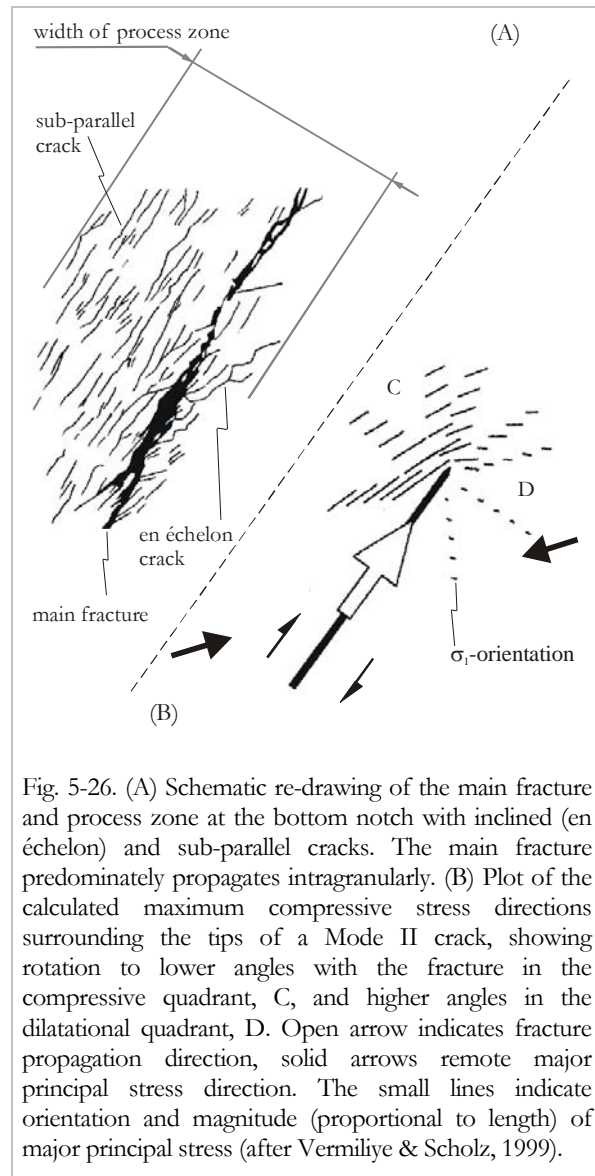 width of process zone
(A)
sub-parallel
crack
C
D
en échelon
crack
main fracture
σ₁-orientation
(B)
Fig. 5-26. (A) Schematic re-drawing of the main fracture
and process zone at the bottom notch with inclined (en
échelon) and sub-parallel cracks. The main fracture
predominately propagates intragranularly. (B) Plot of the
calculated maximum compressive stress directions
surrounding the tips of a Mode II crack, showing
rotation to lower angles with the fracture in the
compressive quadrant, C, and higher angles in the
dilatational quadrant, D. Open arrow indicates fracture
propagation direction, solid arrows remote major
principal stress direction. The small lines indicate
orientation and magnitude (proportional to length) of
major principal stress (after Vermiliye & Scholz, 1999).